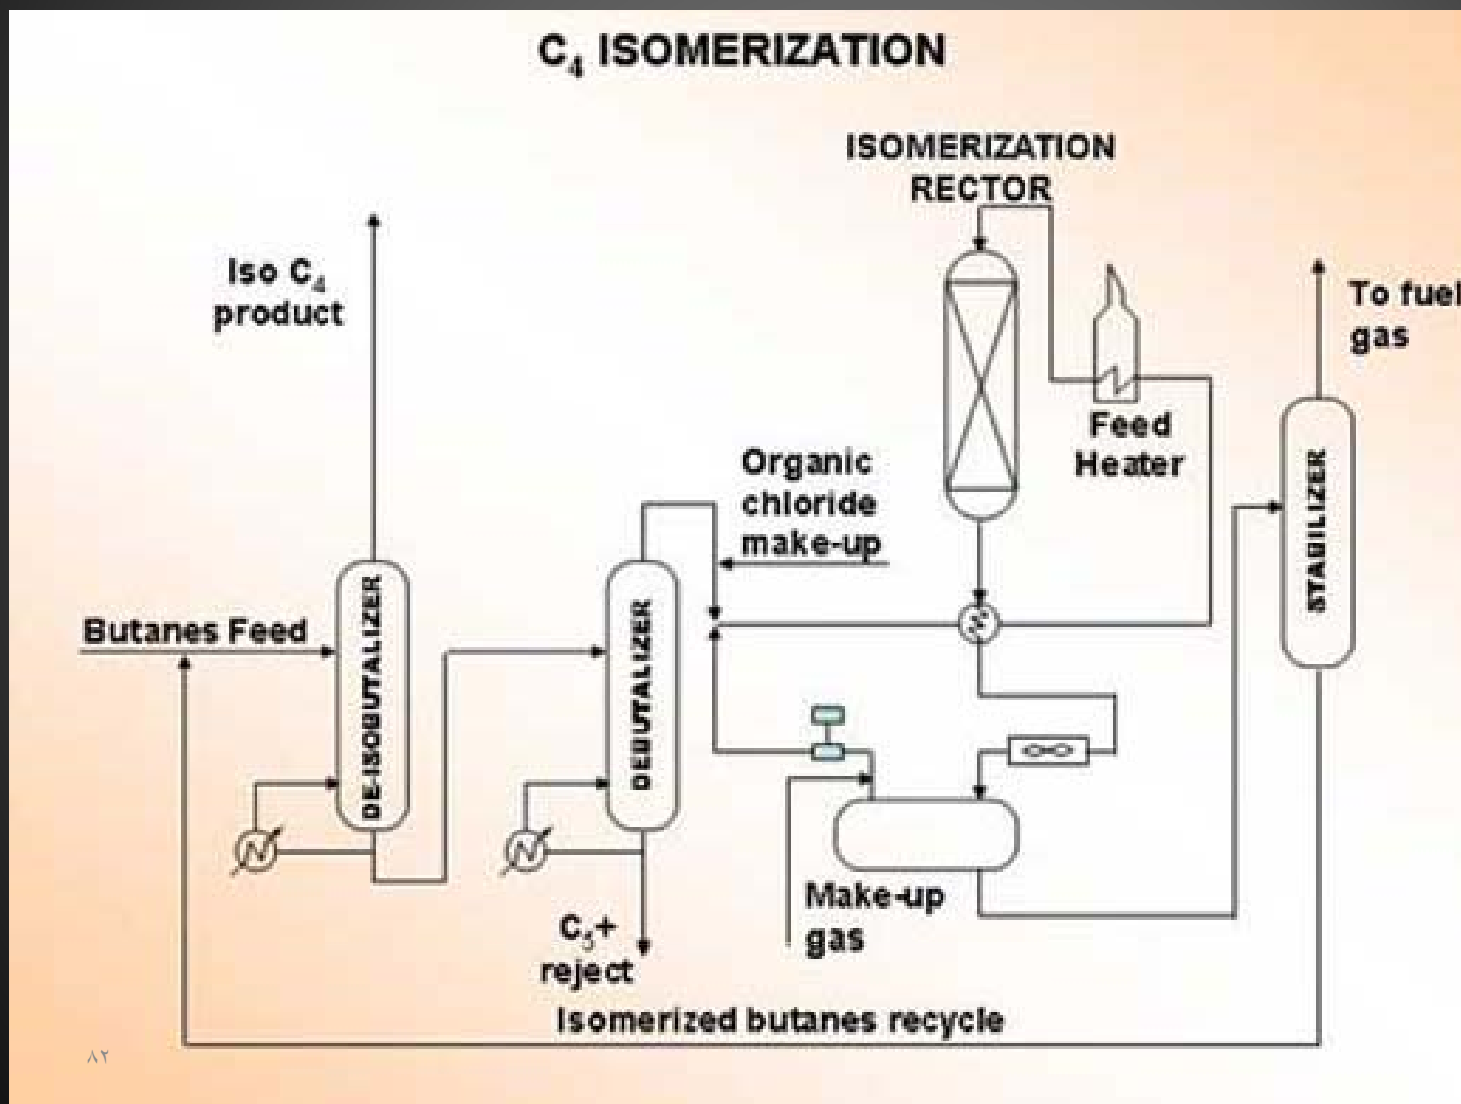 C₄ ISOMERIZATION
ISOMERIZATION
RECTOR
Iso C₄
product
To fuel
gas
Feed
Heater
Organic
chloride
make-up
STABILIZER
Butanes Feed
DE-ISOBUTALIZER
DEBUTALIZER
Make-up
gas
C₅+
reject
Isomerized butanes recycle
۸۲